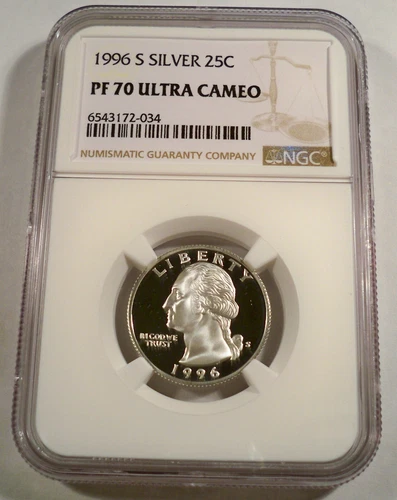 1996 S SILVER 25C
PF 70 ULTRA CAMEO
6543172-034
NUMISMATIC GUARANTY COMPANY NGC
LIBERTY
IN GOD WE
TRUST
S
1996